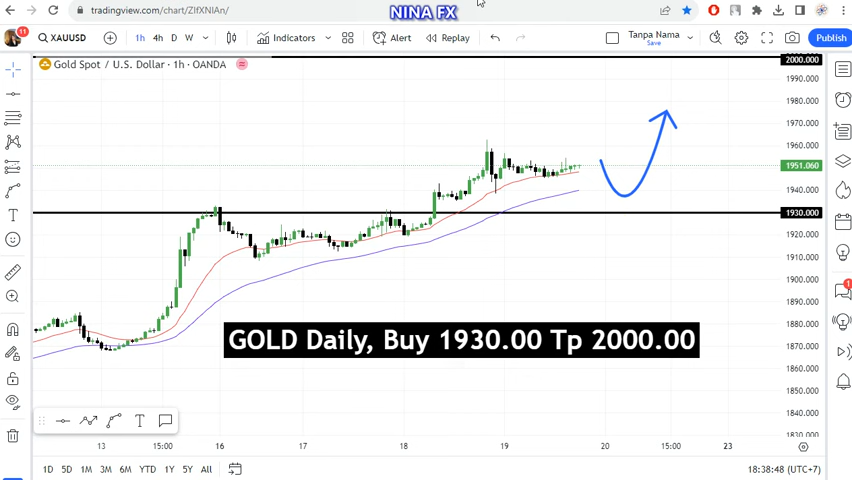 NINA FX
tradingview.com/chart/ZIfXNIAn/
11
XAUUSD
1h 4h D W
Indicators
Alert
Replay
Tanpa Nama
Save
Publish
Gold Spot / U.S. Dollar · 1h · OANDA
2000.000
1990.000
1980.000
1970.000
1960.000
1951.060
1940.000
1930.000
1920.000
1910.000
1900.000
1890.000
1880.000
1870.000
1860.000
1850.000
1840.000
1830.000
1
GOLD Daily, Buy 1930.00 Tp 2000.00
13 15:00 16 17 18 19 20 15:00 23
1D 5D 1M 3M 6M YTD 1Y 5Y All
18:38:48 (UTC+7)